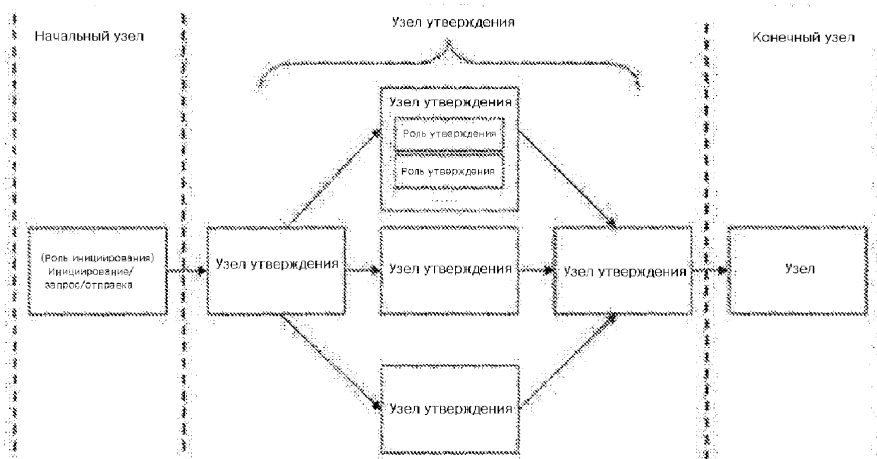 Начальный узел
Узел утверждения
Конечный узел
Узел утверждения
Роль утверждения
Роль утверждения
......
(Роль инициирования)
Инициирование/
запрос/отправка
Узел утверждения
Узел утверждения
Узел утверждения
Узел
Узел утверждения